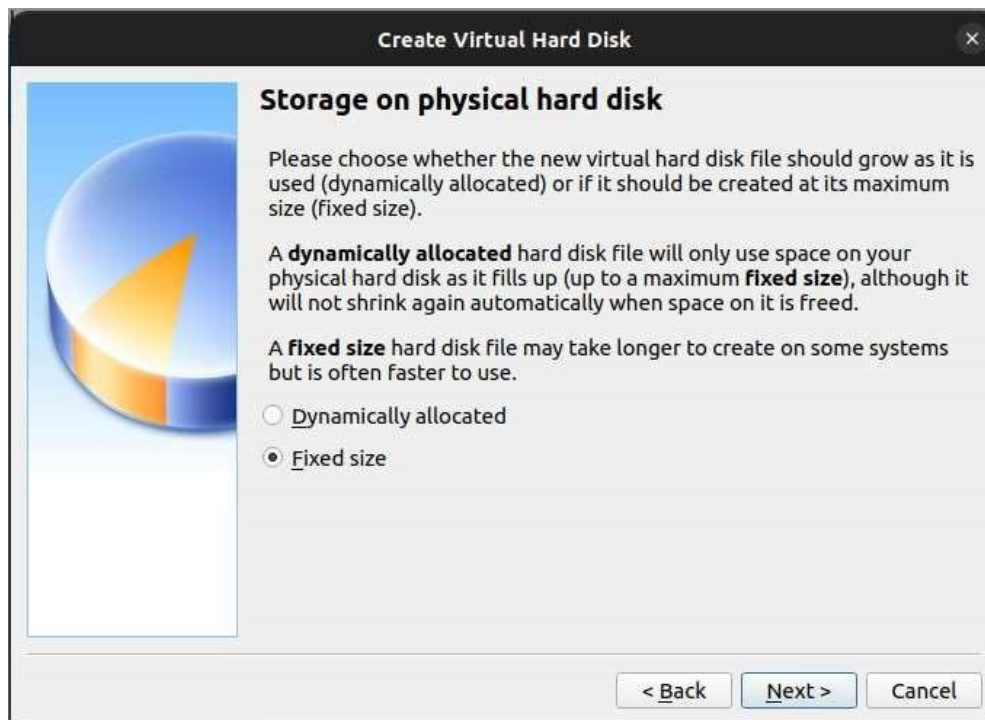 Create Virtual Hard Disk
Storage on physical hard disk
Please choose whether the new virtual hard disk file should grow as it is
used (dynamically allocated) or if it should be created at its maximum
size (fixed size).
A dynamically allocated hard disk file will only use space on your
physical hard disk as it fills up (up to a maximum fixed size), although it
will not shrink again automatically when space on it is freed.
A fixed size hard disk file may take longer to create on some systems
but is often faster to use.
Dynamically allocated
Fixed size
< Back Next > Cancel